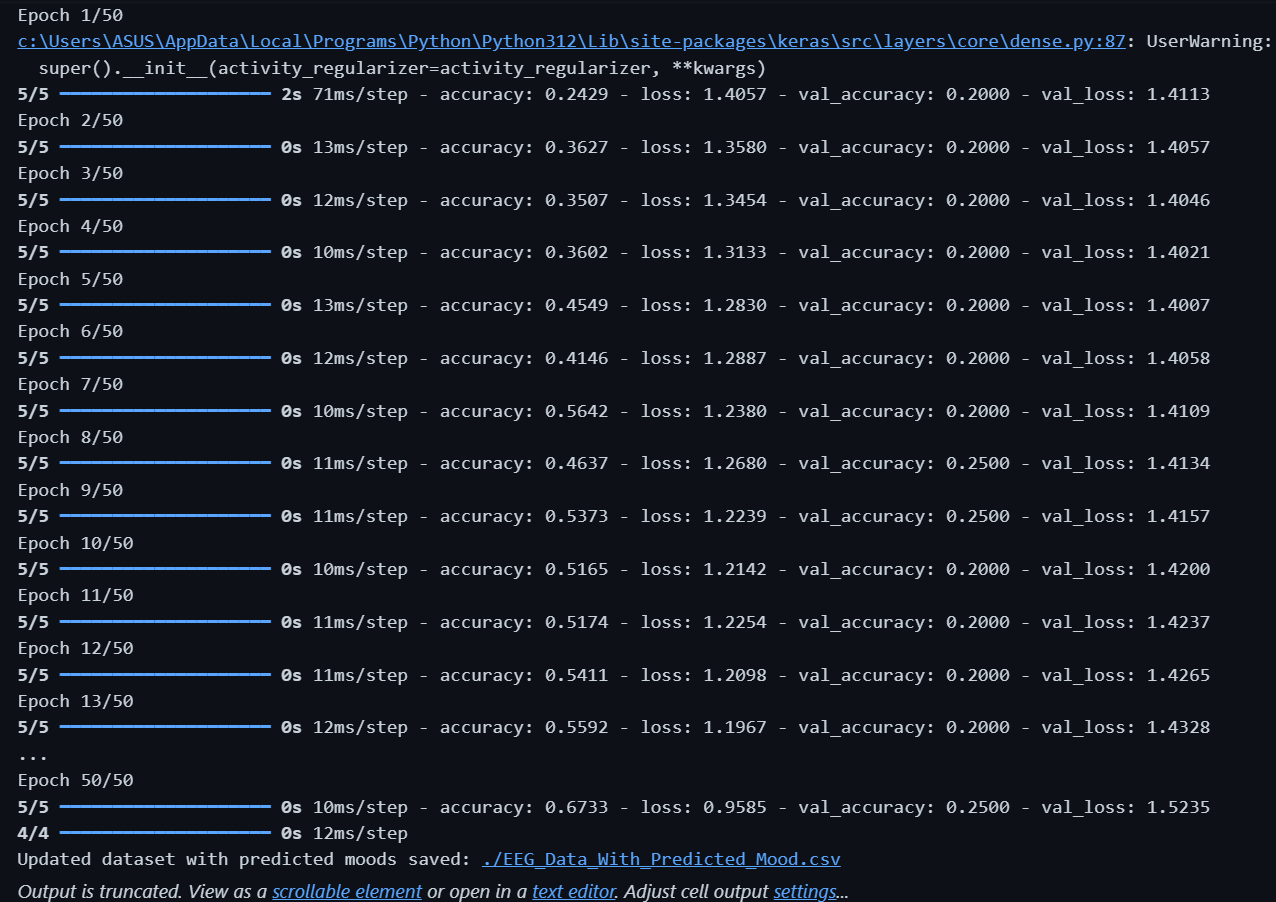 Epoch 1/50
c:\Users\ASUS\AppData\Local\Programs\Python\Python312\Lib\site-packages\keras\src\layers\core\dense.py:87: UserWarning:
super().__init__(activity_regularizer=activity_regularizer, **kwargs)
5/5 ━━━━━━━━━━━━━━━━━━━━ 2s 71ms/step - accuracy: 0.2429 - loss: 1.4057 - val_accuracy: 0.2000 - val_loss: 1.4113
Epoch 2/50
5/5 ━━━━━━━━━━━━━━━━━━━━ 0s 13ms/step - accuracy: 0.3627 - loss: 1.3580 - val_accuracy: 0.2000 - val_loss: 1.4057
Epoch 3/50
5/5 ━━━━━━━━━━━━━━━━━━━━ 0s 12ms/step - accuracy: 0.3507 - loss: 1.3454 - val_accuracy: 0.2000 - val_loss: 1.4046
Epoch 4/50
5/5 ━━━━━━━━━━━━━━━━━━━━ 0s 10ms/step - accuracy: 0.3602 - loss: 1.3133 - val_accuracy: 0.2000 - val_loss: 1.4021
Epoch 5/50
5/5 ━━━━━━━━━━━━━━━━━━━━ 0s 13ms/step - accuracy: 0.4549 - loss: 1.2830 - val_accuracy: 0.2000 - val_loss: 1.4007
Epoch 6/50
5/5 ━━━━━━━━━━━━━━━━━━━━ 0s 12ms/step - accuracy: 0.4146 - loss: 1.2887 - val_accuracy: 0.2000 - val_loss: 1.4058
Epoch 7/50
5/5 ━━━━━━━━━━━━━━━━━━━━ 0s 10ms/step - accuracy: 0.5642 - loss: 1.2380 - val_accuracy: 0.2000 - val_loss: 1.4109
Epoch 8/50
5/5 ━━━━━━━━━━━━━━━━━━━━ 0s 11ms/step - accuracy: 0.4637 - loss: 1.2680 - val_accuracy: 0.2500 - val_loss: 1.4134
Epoch 9/50
5/5 ━━━━━━━━━━━━━━━━━━━━ 0s 11ms/step - accuracy: 0.5373 - loss: 1.2239 - val_accuracy: 0.2500 - val_loss: 1.4157
Epoch 10/50
5/5 ━━━━━━━━━━━━━━━━━━━━ 0s 10ms/step - accuracy: 0.5165 - loss: 1.2142 - val_accuracy: 0.2000 - val_loss: 1.4200
Epoch 11/50
5/5 ━━━━━━━━━━━━━━━━━━━━ 0s 11ms/step - accuracy: 0.5174 - loss: 1.2254 - val_accuracy: 0.2000 - val_loss: 1.4237
Epoch 12/50
5/5 ━━━━━━━━━━━━━━━━━━━━ 0s 11ms/step - accuracy: 0.5411 - loss: 1.2098 - val_accuracy: 0.2000 - val_loss: 1.4265
Epoch 13/50
5/5 ━━━━━━━━━━━━━━━━━━━━ 0s 12ms/step - accuracy: 0.5592 - loss: 1.1967 - val_accuracy: 0.2000 - val_loss: 1.4328
...
Epoch 50/50
5/5 ━━━━━━━━━━━━━━━━━━━━ 0s 10ms/step - accuracy: 0.6733 - loss: 0.9585 - val_accuracy: 0.2500 - val_loss: 1.5235
4/4 ━━━━━━━━━━━━━━━━━━━━ 0s 12ms/step
Updated dataset with predicted moods saved: ./EEG_Data_With_Predicted_Mood.csv
Output is truncated. View as a scrollable element or open in a text editor. Adjust cell output settings...